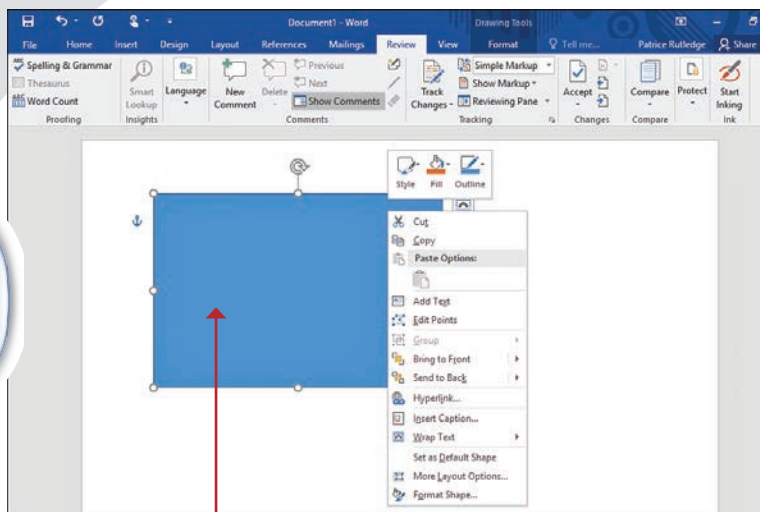 Document1 - Word Drawing Tools
File Home Insert Design Layout References Mailings Review View Format Tell me... Patrice Rutledge Share
ABC Spelling & Grammar
Thesaurus
ABC 123 Word Count
Proofing
Smart Lookup
Insights
Language
New Comment
Delete
Previous
Next
Show Comments
Comments
Track Changes
Simple Markup
Show Markup
Reviewing Pane
Tracking
Accept
Changes
Compare
Compare
Protect
Start Inking
Ink
Style Fill Outline
Cut
Copy
Paste Options:
Add Text
Edit Points
Group
Bring to Front
Send to Back
Hyperlink...
Insert Caption...
Wrap Text
Set as Default Shape
More Layout Options...
Format Shape...